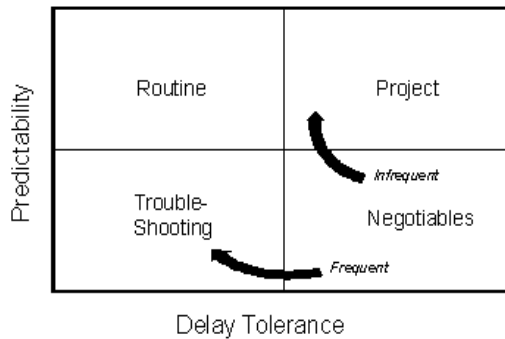 Routine
Project
Predictability
Infrequent
Trouble-
Shooting
Negotiables
Frequent
Delay Tolerance